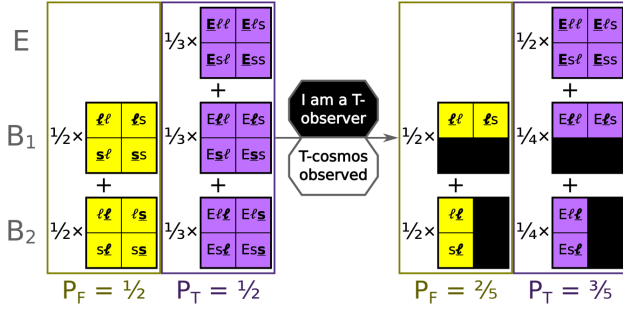 E
⅓×
Eℓℓ Eℓs
Esℓ Ess
+
B₁
½×
ℓℓ ℓs
sℓ ss
+
⅓×
Eℓℓ Eℓs
Esℓ Ess
+
B₂
½×
ℓℓ ℓs
sℓ ss
⅓×
Eℓℓ Eℓs
Esℓ Ess
P_F = ½
P_T = ½
I am a T-
observer
T-cosmos
observed
½×
Eℓℓ Eℓs
Esℓ Ess
+
½×
ℓℓ ℓs
+
¼×
Eℓℓ Eℓs
+
½×
ℓℓ
sℓ
¼×
Eℓℓ
Esℓ
P_F = ⅖
P_T = ⅗